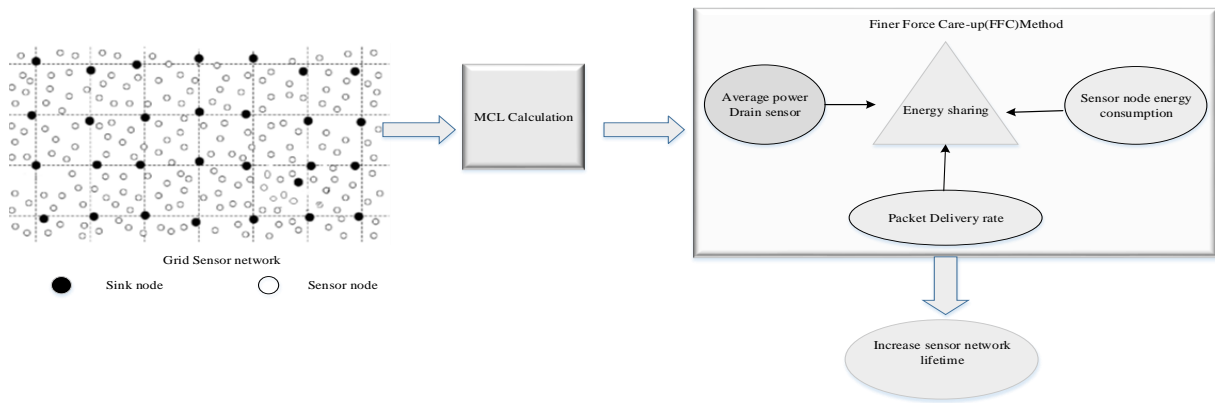 Finer Force Care-up(FFC)Method
Average power
Drain sensor
Energy sharing
Sensor node energy
consumption
MCL Calculation
Packet Delivery rate
Grid Sensor network
Sink node
Sensor node
Increase sensor network
lifetime